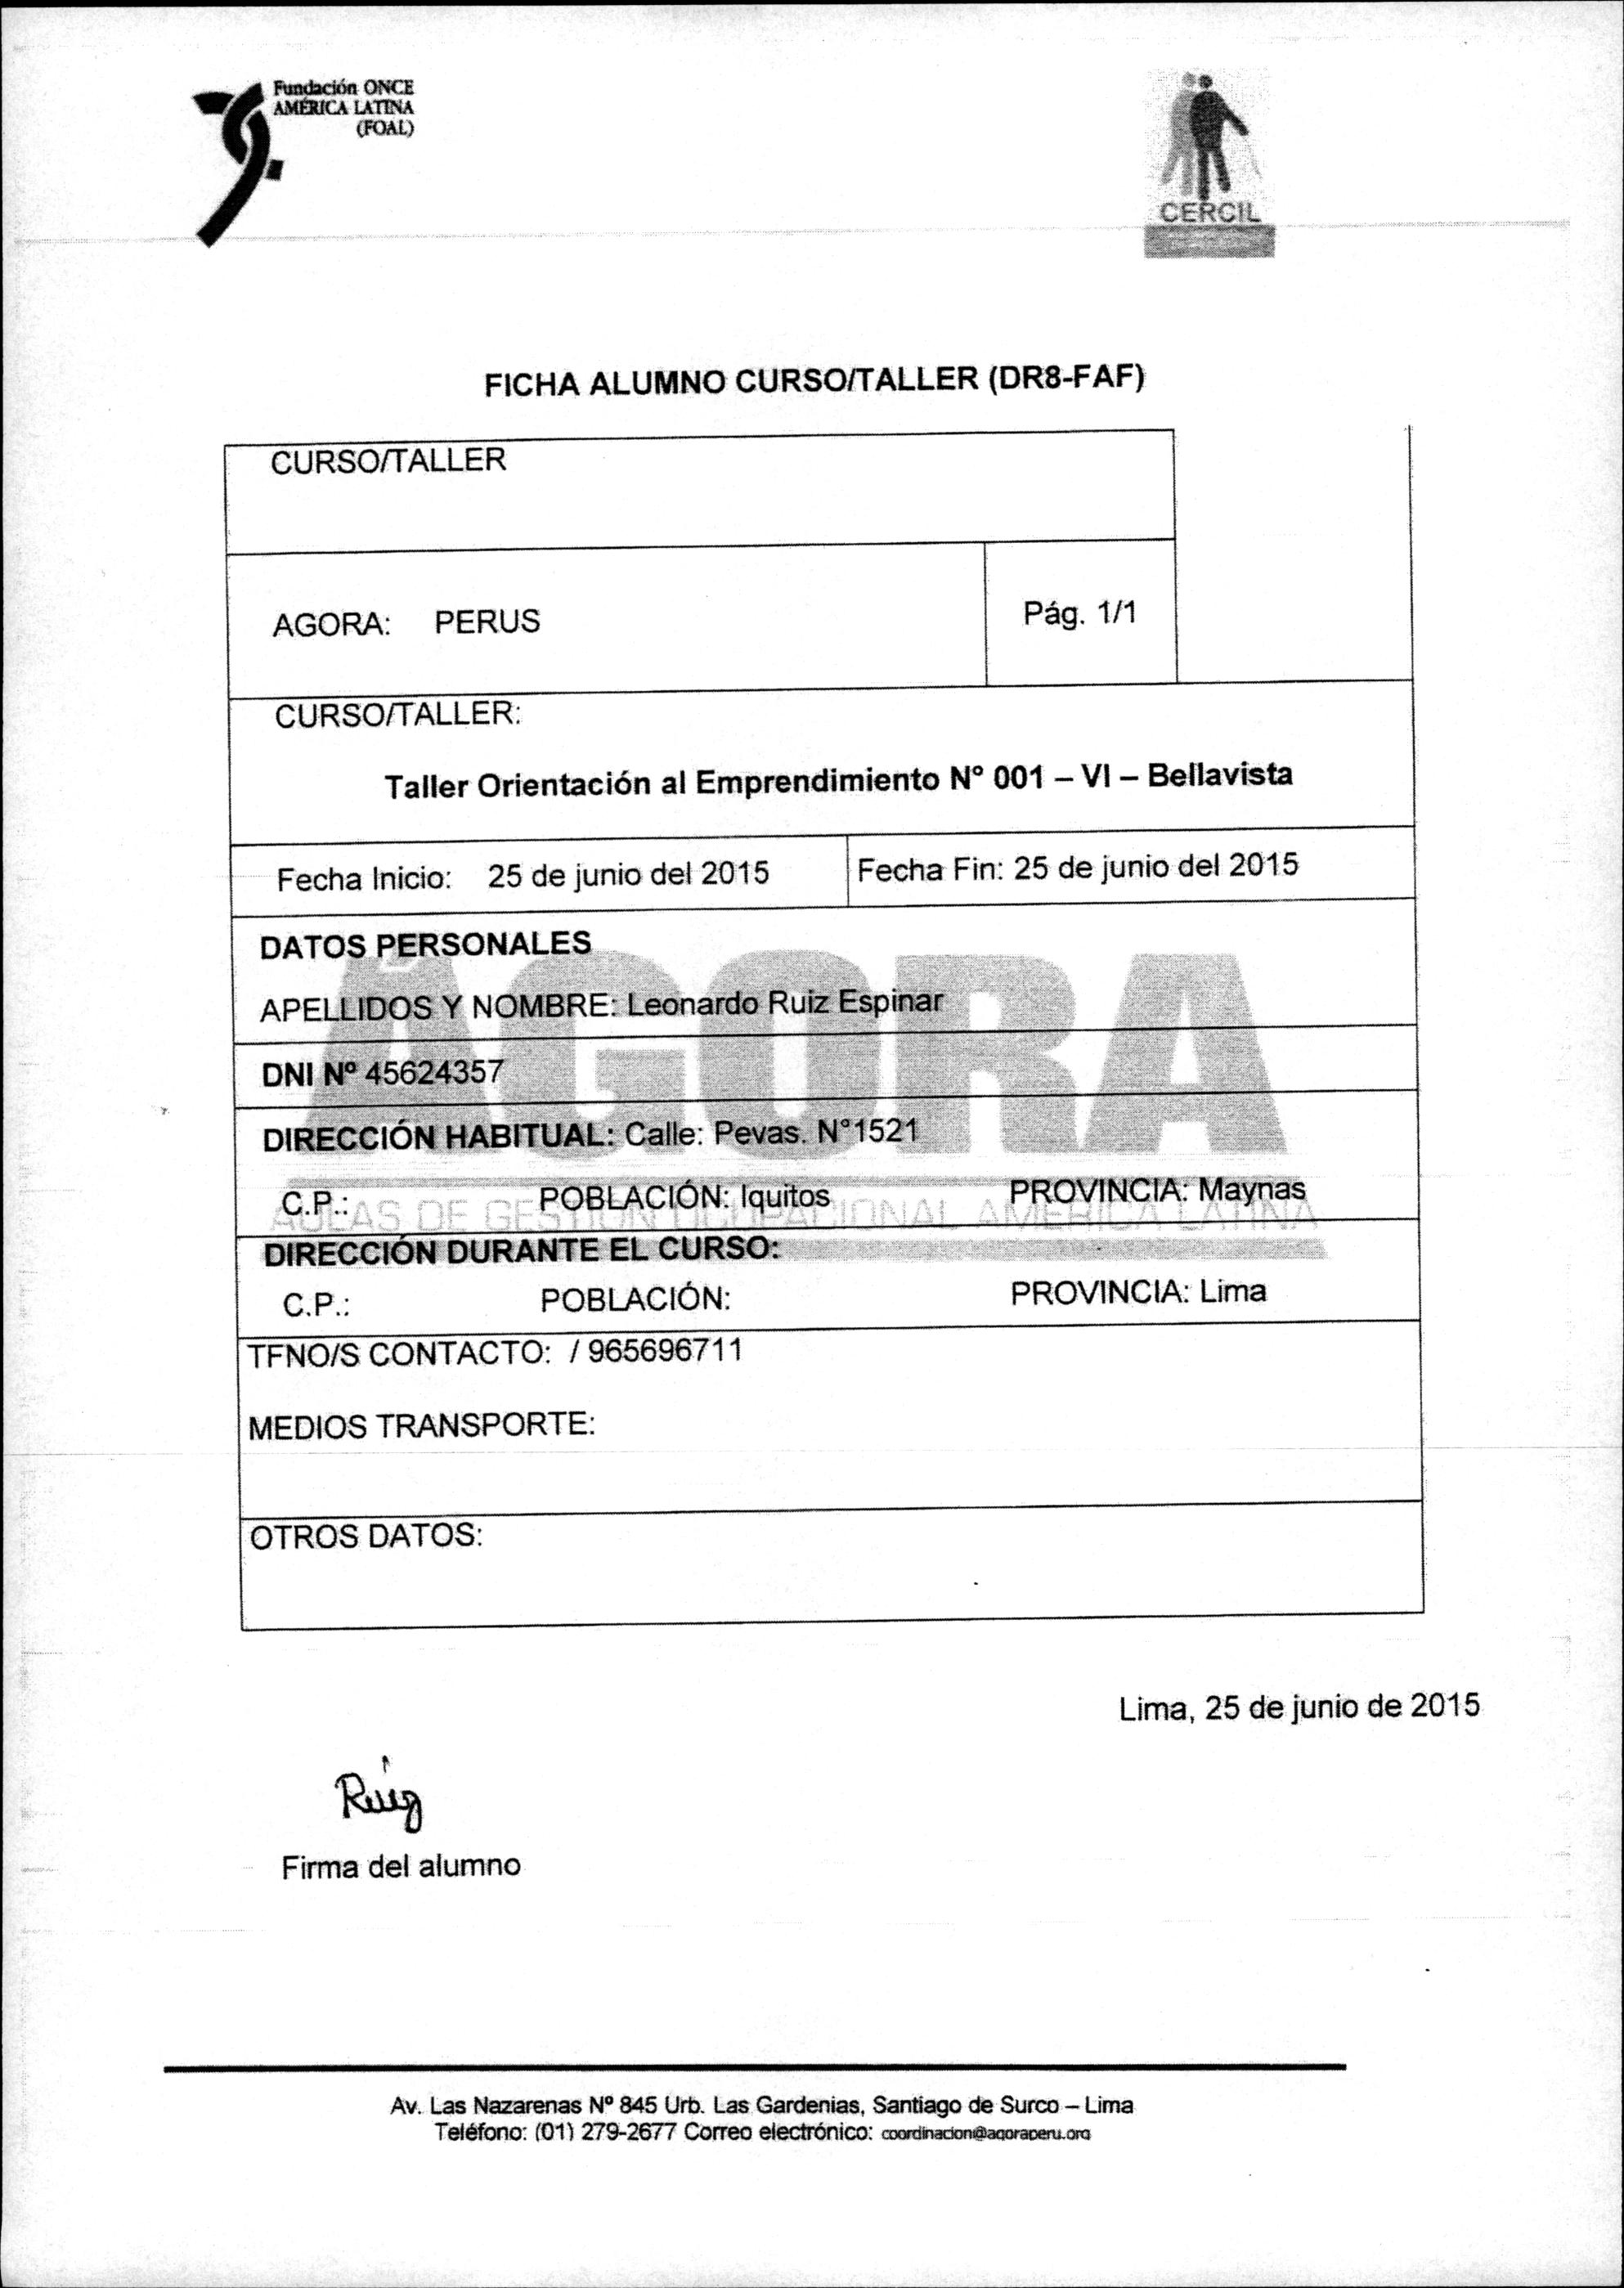 Fundación ONCE
AMÉRICA LATINA
(FOAL)
CERCIL
FICHA ALUMNO CURSO/TALLER (DR8-FAF)
CURSO/TALLER
AGORA: PERUS
Pág. 1/1
CURSO/TALLER:
Taller Orientación al Emprendimiento Nº 001 – VI – Bellavista
Fecha Inicio: 25 de junio del 2015
Fecha Fin: 25 de junio del 2015
DATOS PERSONALES
APELLIDOS Y NOMBRE: Leonardo Ruiz Espinar
AGORA
DNI Nº 45624357
DIRECCIÓN HABITUAL: Calle: Pevas. N°1521
C.P.: POBLACIÓN: Iquitos PROVINCIA: Maynas
AULAS DE GESTIÓN OCUPACIONAL AMÉRICA LATINA
DIRECCIÓN DURANTE EL CURSO:
C.P.: POBLACIÓN: PROVINCIA: Lima
TFNO/S CONTACTO: / 965696711
MEDIOS TRANSPORTE:
OTROS DATOS:
Lima, 25 de junio de 2015
Ruiz
Firma del alumno
Av. Las Nazarenas Nº 845 Urb. Las Gardenias, Santiago de Surco – Lima
Teléfono: (01) 279-2677 Correo electrónico: coordinacion@agoraperu.org